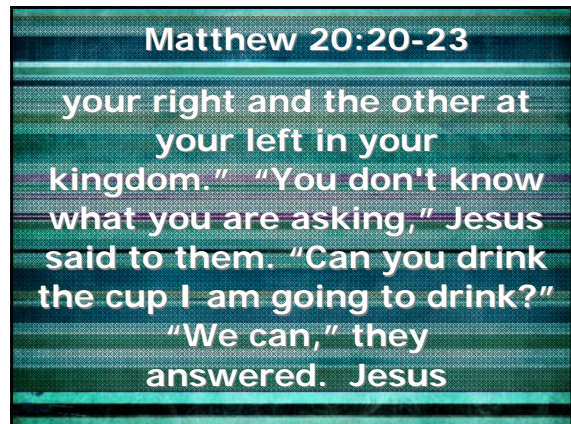 Matthew 20:20-23
your right and the other at
your left in your
kingdom.” “You don't know
what you are asking,” Jesus
said to them. “Can you drink
the cup I am going to drink?”
“We can,” they
answered.  Jesus